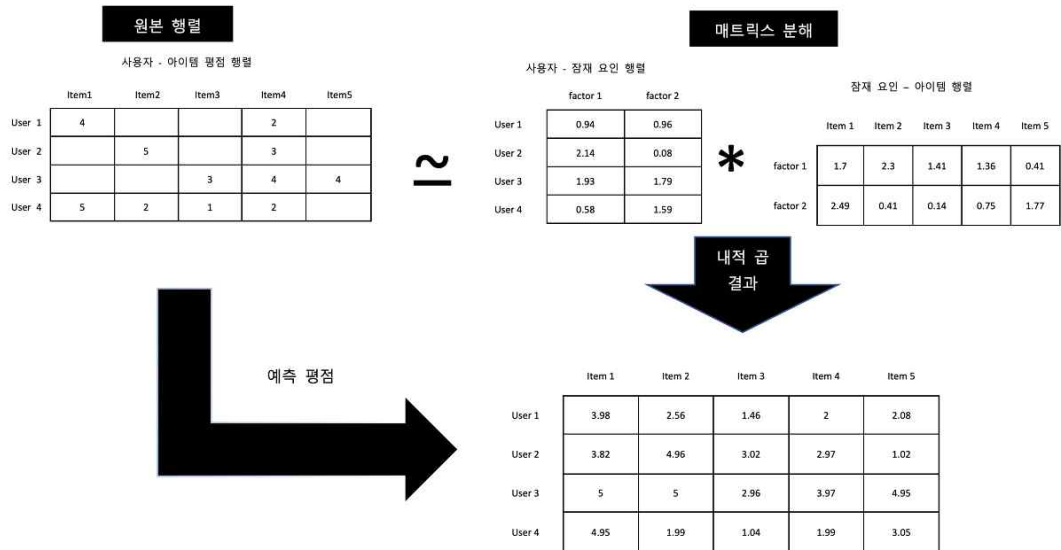 원본 행렬
사용자 - 아이템 평점 행렬
Item1 Item2 Item3 Item4 Item5
User 1 4 2
User 2 5 3
User 3 3 4 4
User 4 5 2 1 2
≃
매트릭스 분해
사용자 - 잠재 요인 행렬
factor 1 factor 2
User 1 0.94 0.96
User 2 2.14 0.08
User 3 1.93 1.79
User 4 0.58 1.59
*
잠재 요인 – 아이템 행렬
Item 1 Item 2 Item 3 Item 4 Item 5
factor 1 1.7 2.3 1.41 1.36 0.41
factor 2 2.49 0.41 0.14 0.75 1.77
내적 곱
결과
예측 평점
Item 1 Item 2 Item 3 Item 4 Item 5
User 1 3.98 2.56 1.46 2 2.08
User 2 3.82 4.96 3.02 2.97 1.02
User 3 5 5 2.96 3.97 4.95
User 4 4.95 1.99 1.04 1.99 3.05